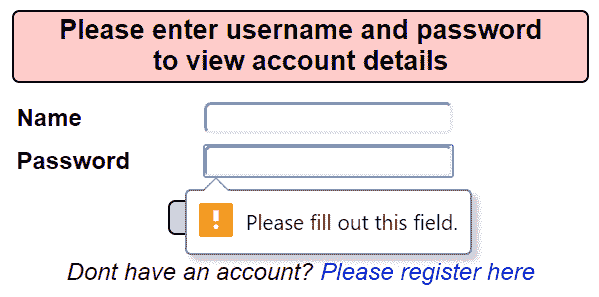 Please enter username and password
to view account details
Name
Password
! Please fill out this field.
Dont have an account? Please register here